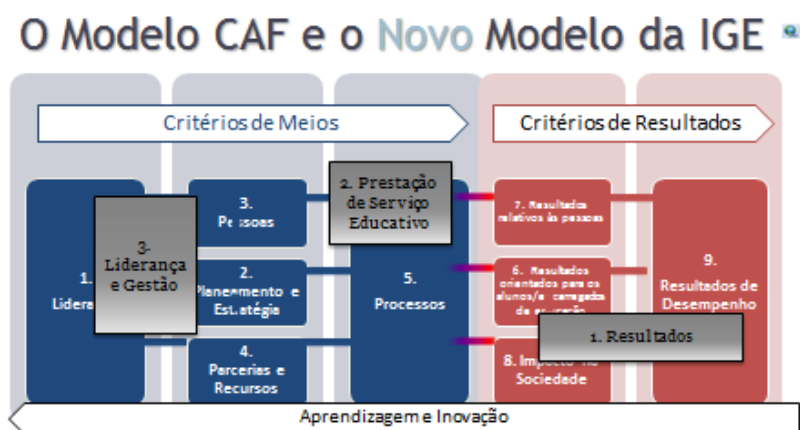 O Modelo CAF e o Novo Modelo da IGE
Critérios de Meios
Critérios de Resultados
1.
3-
Liderança
e Gestão
3.
2.
Planeamento e
4.
Parcerias e
Recursos
2. Prestação
de Serviço
Educativo
5.
Processos
7. Resultados
relativos às pessoas
6. Resultados
orientados para os
8.
Sociedade
1. Resultados
9.
Resultados de
Desempenho
Aprendizagem e Inovação